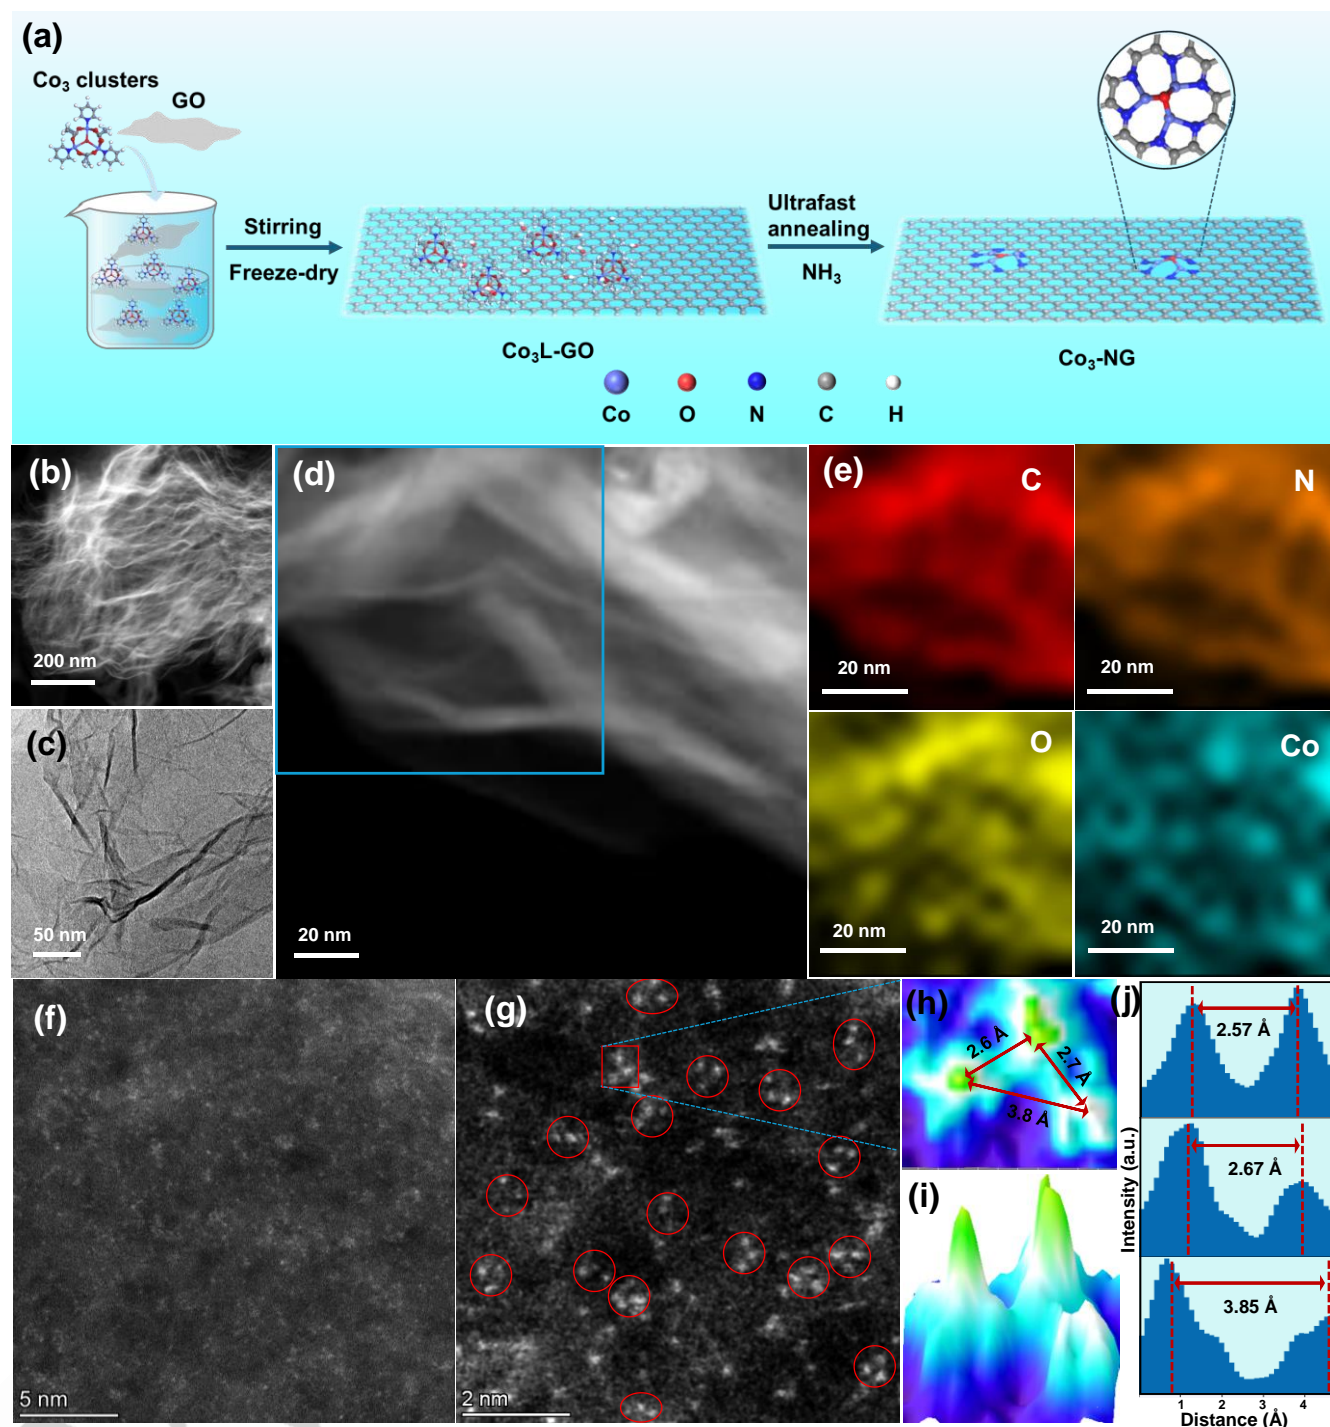 (a)
Co3 clusters
GO
Stirring
Freeze-dry
Co3L-GO
Ultrafast
annealing
NH3
Co3-NG
Co
O
N
C
H
(b)
200 nm
(c)
50 nm
(d)
20 nm
(e)
C
20 nm
N
20 nm
O
20 nm
Co
20 nm
(f)
5 nm
(g)
2 nm
(h)
2.6 Å
2.7 Å
3.8 Å
(i)
(j)
2.57 Å
2.67 Å
3.85 Å
Intensity (a.u.)
1 2 3 4
Distance (Å)